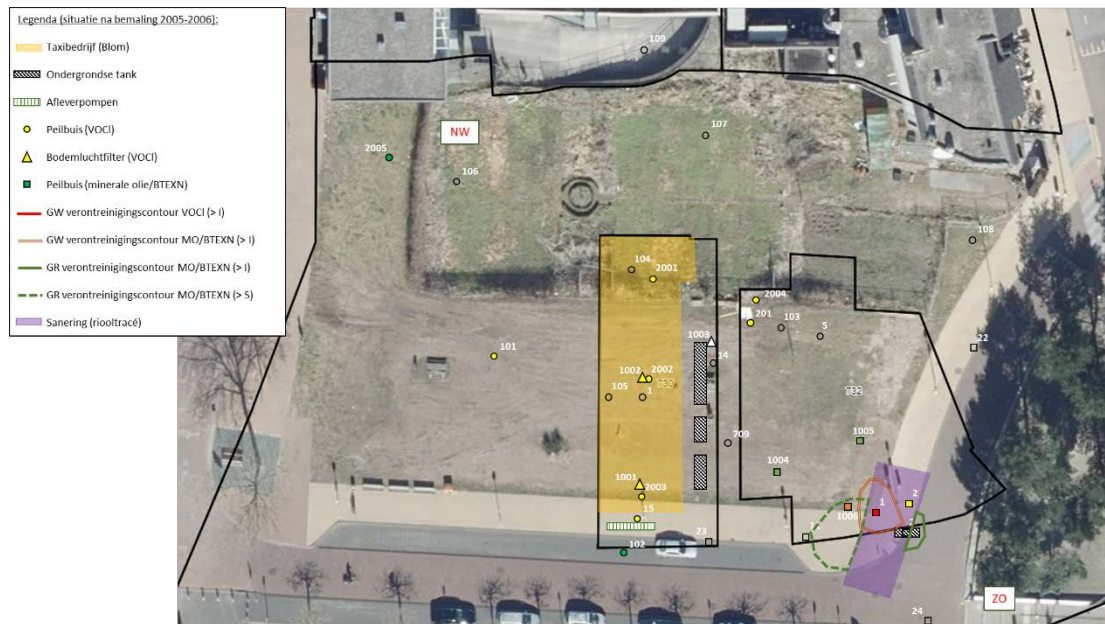 Legenda (situatie na bemaling 2005-2006):
Taxibedrijf (Blom)
Ondergrondse tank
Afleverpompen
Peilbuis (VOCl)
Bodemluchtfilter (VOCl)
Peilbuis (minerale olie/BTEXN)
GW verontreinigingscontour VOCl (> I)
GW verontreinigingscontour MO/BTEXN (> I)
GR verontreinigingscontour MO/BTEXN (> I)
GR verontreinigingscontour MO/BTEXN (> S)
Sanering (riooltracé)
109
NW
107
2005
106
108
104
2001
2004
201
103
5
1003
22
101
14
1002
2002
730
105
1
732
709
1005
1004
1001
2003
15
1006
1
2
23
102
ZO
24